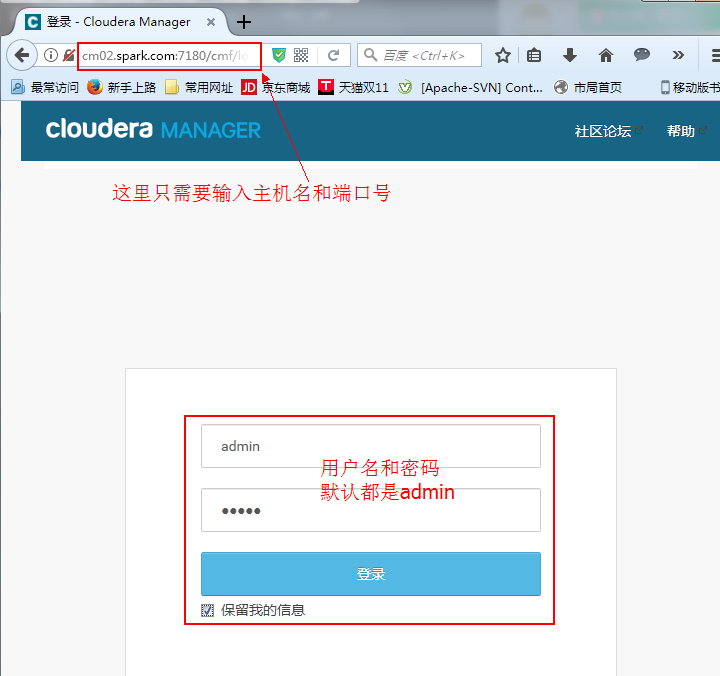 登录 - Cloudera Manager
cm02.spark.com:7180/cmf/lo
百度 <Ctrl+K>
最常访问 新手上路 常用网址 JD 京东商城 T 天猫双11 [Apache-SVN] Cont... 市局首页 移动版书
cloudera MANAGER 社区论坛 帮助
这里只需要输入主机名和端口号
admin
用户名和密码
默认都是admin
•••••
登录
保留我的信息